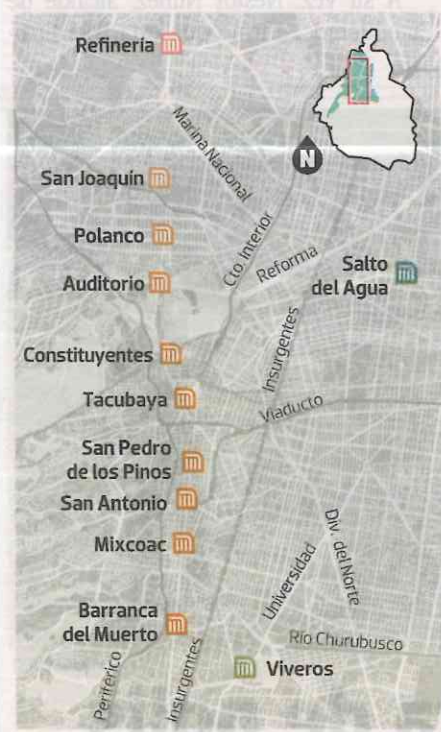 Refinería
Marina Nacional
N
San Joaquín
Polanco
Cto. Interior
Reforma
Auditorio
Salto
del Agua
Constituyentes
Insurgentes
Tacubaya
Viaducto
San Pedro
de los Pinos
San Antonio
Mixcoac
Div. del Norte
Universidad
Barranca
del Muerto
Río Churubusco
Periférico
Insurgentes
Viveros